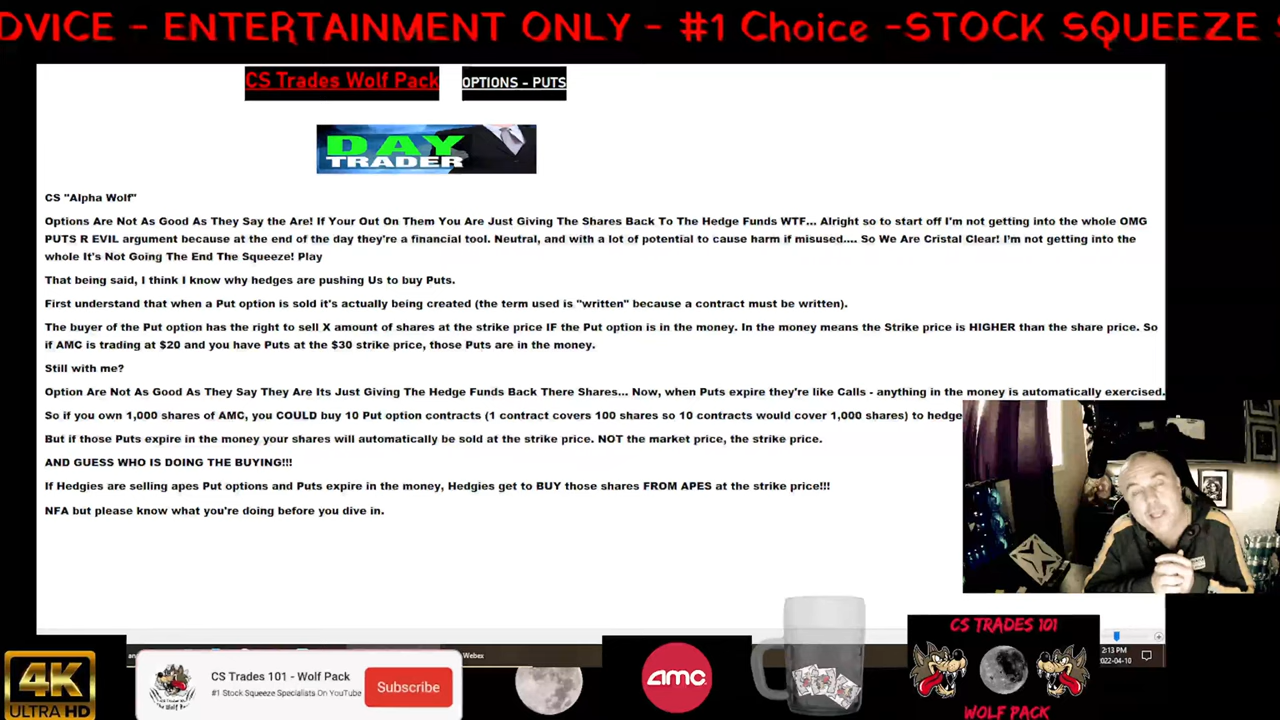 DVICE - ENTERTAINMENT ONLY - #1 Choice -STOCK SQUEEZE
CS Trades Wolf Pack
OPTIONS - PUTS
DAY
TRADER
CS "Alpha Wolf"
Options Are Not As Good As They Say the Are! If Your Out On Them You Are Just Giving The Shares Back To The Hedge Funds WTF... Alright so to start off I'm not getting into the whole OMG
PUTS R EVIL argument because at the end of the day they're a financial tool. Neutral, and with a lot of potential to cause harm if misused.... So We Are Cristal Clear! I'm not getting into the
whole It's Not Going The End The Squeeze! Play
That being said, I think I know why hedges are pushing Us to buy Puts.
First understand that when a Put option is sold it's actually being created (the term used is "written" because a contract must be written).
The buyer of the Put option has the right to sell X amount of shares at the strike price IF the Put option is in the money. In the money means the Strike price is HIGHER than the share price. So
if AMC is trading at $20 and you have Puts at the $30 strike price, those Puts are in the money.
Still with me?
Option Are Not As Good As They Say They Are Its Just Giving The Hedge Funds Back There Shares... Now, when Puts expire they're like Calls - anything in the money is automatically exercised.
So if you own 1,000 shares of AMC, you COULD buy 10 Put option contracts (1 contract covers 100 shares so 10 contracts would cover 1,000 shares) to hedge
But if those Puts expire in the money your shares will automatically be sold at the strike price. NOT the market price, the strike price.
AND GUESS WHO IS DOING THE BUYING!!!
If Hedgies are selling apes Put options and Puts expire in the money, Hedgies get to BUY those shares FROM APES at the strike price!!!
NFA but please know what you're doing before you dive in.
4K
ULTRA HD
CS Trades 101 - Wolf Pack
#1 Stock Squeeze Specialists On YouTube
Subscribe
Webex
amc
CS TRADES 101
WOLF PACK
2:13 PM
2022-04-10